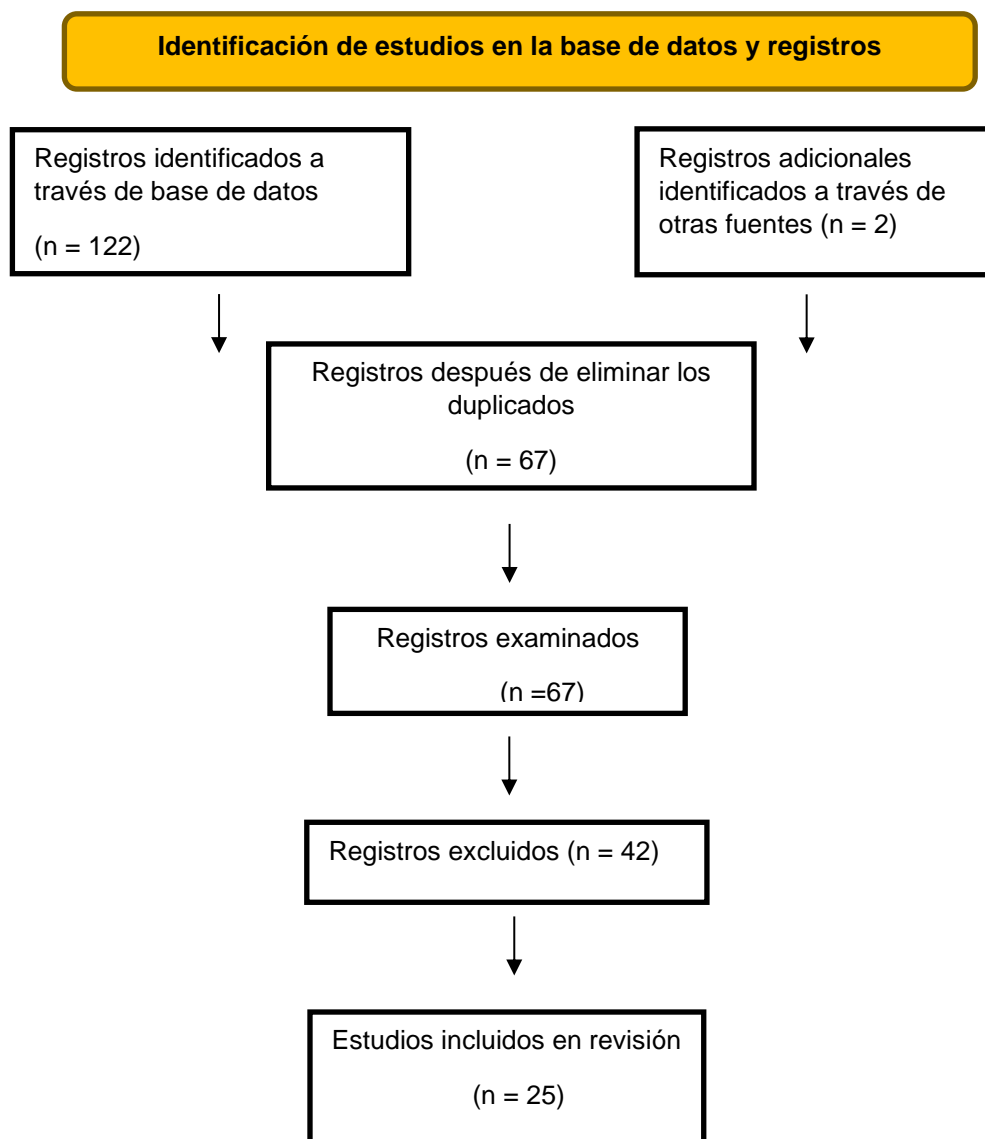 Identificación de estudios en la base de datos y registros
Registros identificados a
través de base de datos
(n = 122)
Registros adicionales
identificados a través de
otras fuentes (n = 2)
Registros después de eliminar los
duplicados
(n = 67)
Registros examinados
(n =67)
Registros excluidos (n = 42)
Estudios incluidos en revisión
(n = 25)